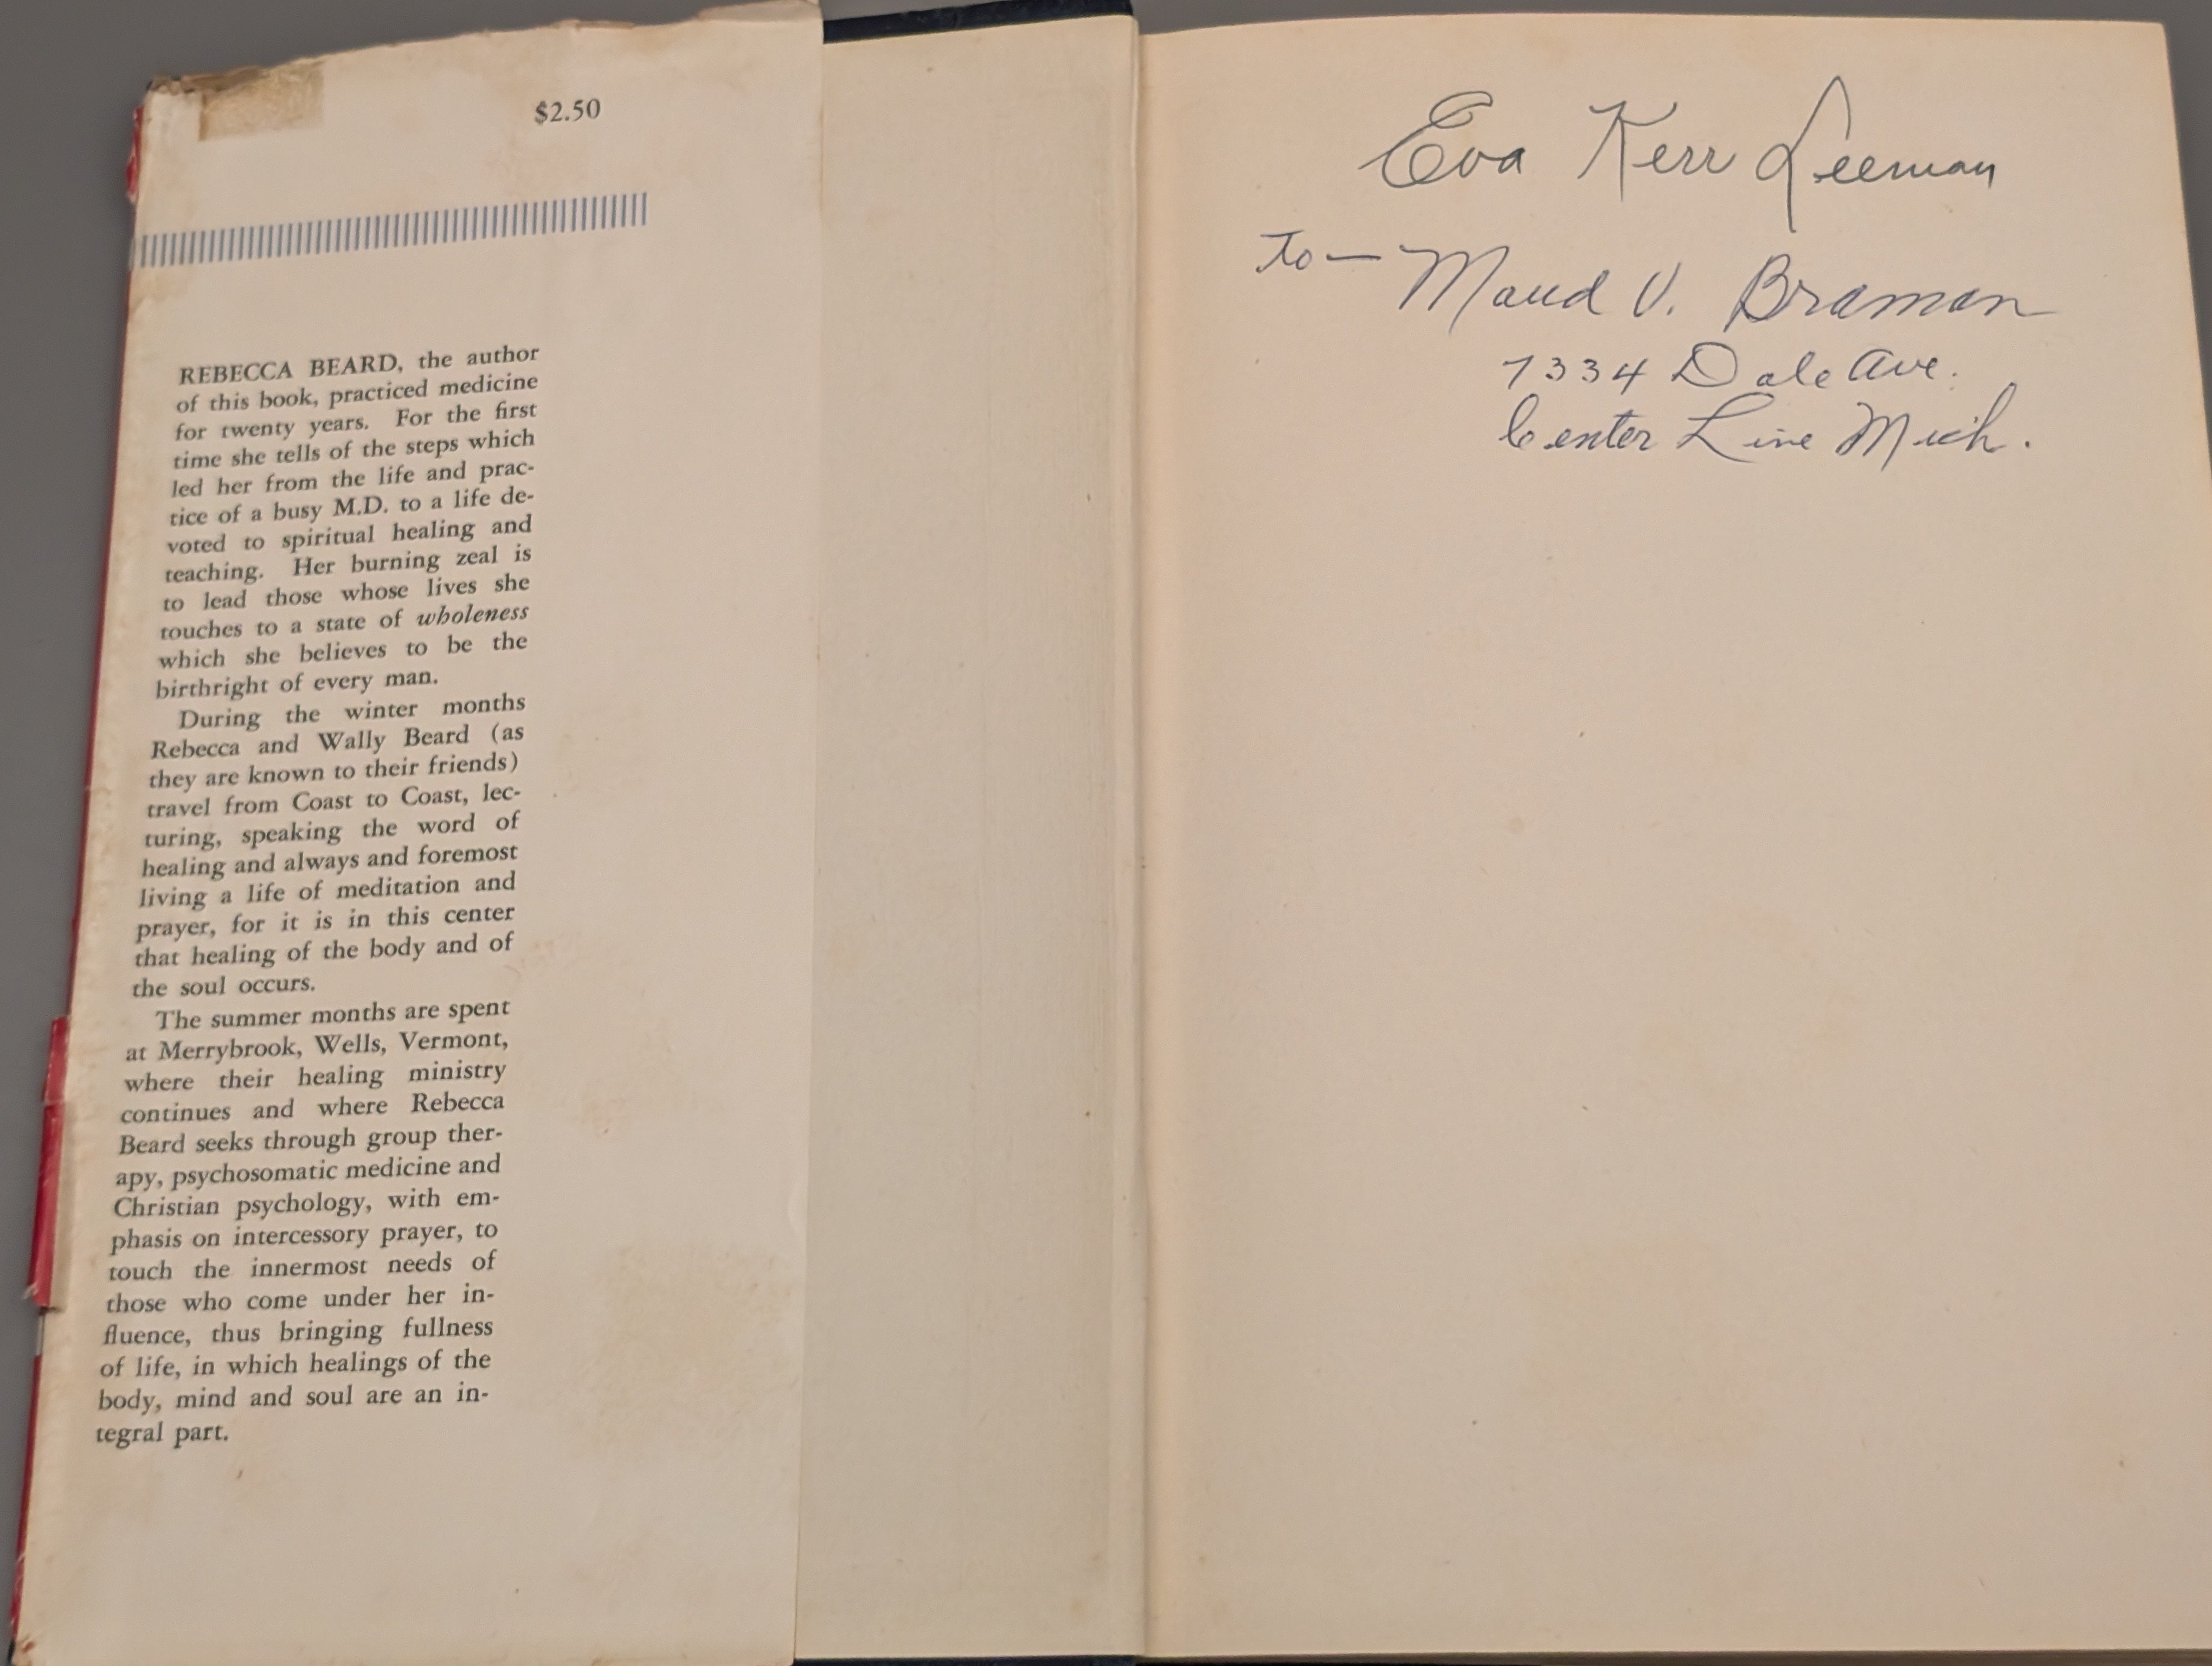 $2.50
REBECCA BEARD, the author
of this book, practiced medicine
for twenty years. For the first
time she tells of the steps which
led her from the life and prac-
tice of a busy M.D. to a life de-
voted to spiritual healing and
teaching. Her burning zeal is
to lead those whose lives she
touches to a state of wholeness
which she believes to be the
birthright of every man.
During the winter months
Rebecca and Wally Beard (as
they are known to their friends)
travel from Coast to Coast, lec-
turing, speaking the word of
healing and always and foremost
living a life of meditation and
prayer, for it is in this center
that healing of the body and of
the soul occurs.
The summer months are spent
at Merrybrook, Wells, Vermont,
where their healing ministry
continues and where Rebecca
Beard seeks through group ther-
apy, psychosomatic medicine and
Christian psychology, with em-
phasis on intercessory prayer, to
touch the innermost needs of
those who come under her in-
fluence, thus bringing fullness
of life, in which healings of the
body, mind and soul are an in-
tegral part.
Eva Kerr Leeman
to — Maud V. Braman
7334 Dale Ave.
Center Line Mich.